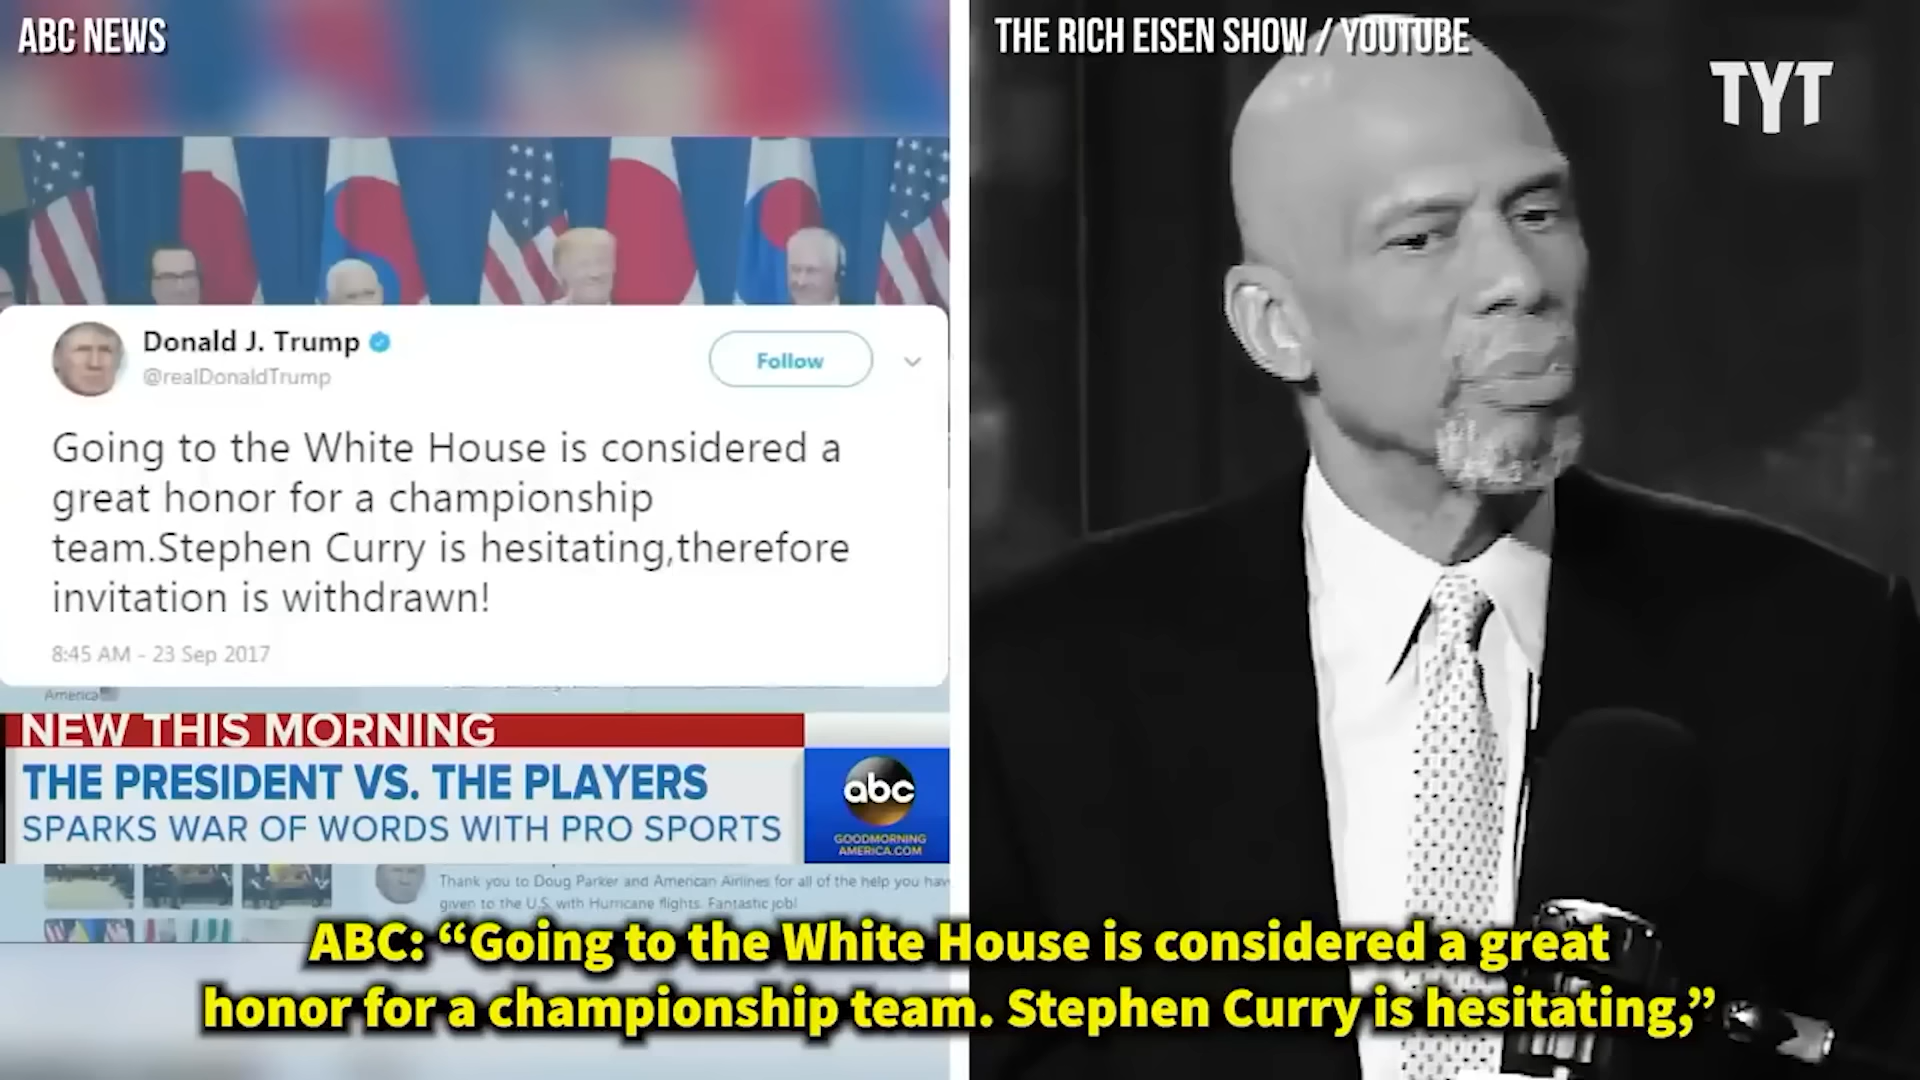 ABC NEWS
THE RICH EISEN SHOW / YOUTUBE
TYT
Donald J. Trump
@realDonaldTrump
Follow
Going to the White House is considered a
great honor for a championship
team.Stephen Curry is hesitating,therefore
invitation is withdrawn!
8:45 AM - 23 Sep 2017
America
NEW THIS MORNING
THE PRESIDENT VS. THE PLAYERS
SPARKS WAR OF WORDS WITH PRO SPORTS
abc
GOODMORNING
AMERICA.COM
Thank you to Doug Parker and American Airlines for all of the help you hav
given to the U.S. with Hurricane flights. Fantastic job!
ABC: “Going to the White House is considered a great
honor for a championship team. Stephen Curry is hesitating,”